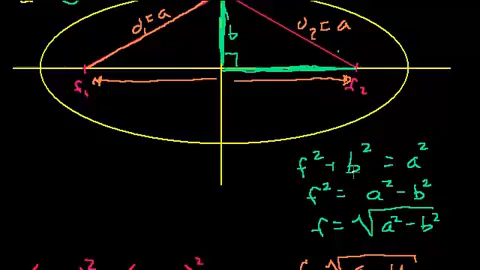 d₁ = a
b
d₂ = a
f₁
f₂
f² + b² = a²
f² = a² - b²
f = √(a² - b²)